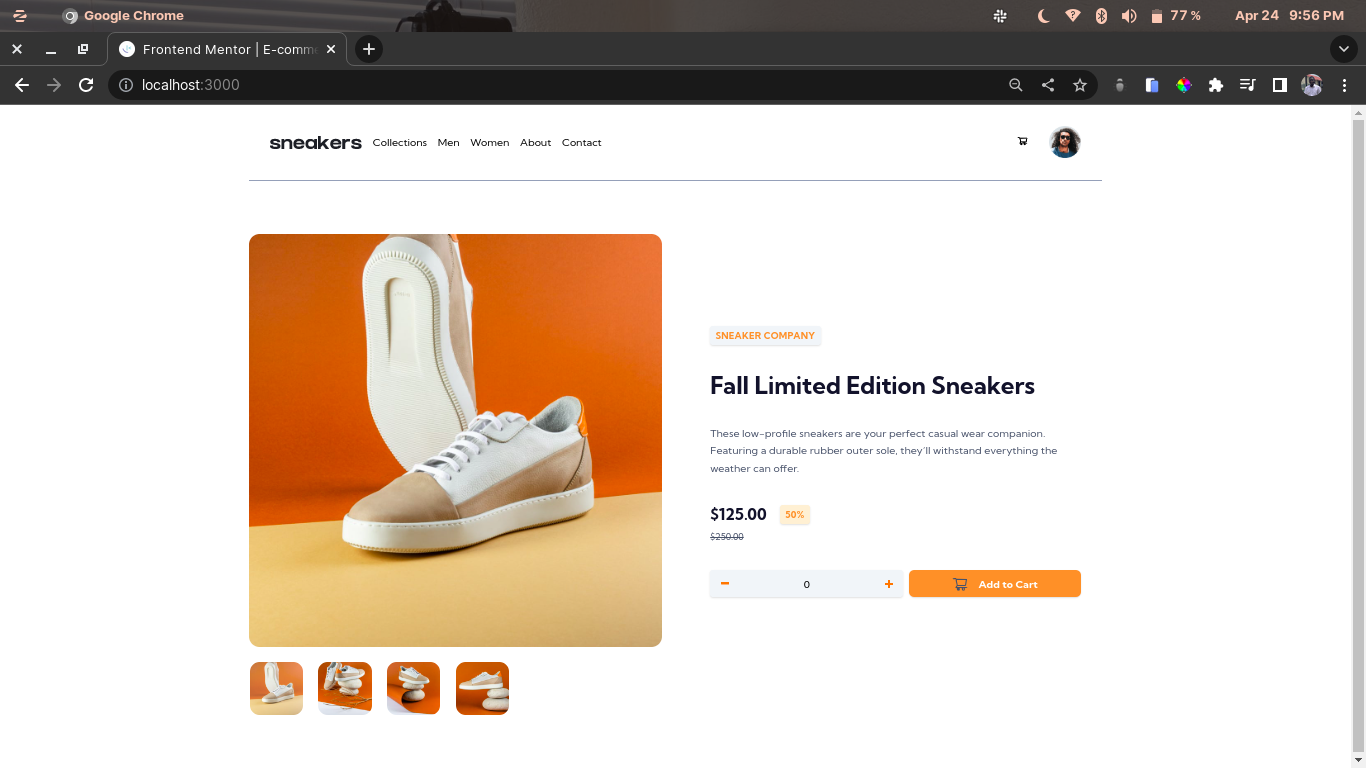 Google Chrome
77 %
Apr 24 9:56 PM
Frontend Mentor | E-comme
localhost:3000
sneakers Collections Men Women About Contact
SNEAKER COMPANY
Fall Limited Edition Sneakers
These low-profile sneakers are your perfect casual wear companion.
Featuring a durable rubber outer sole, they'll withstand everything the
weather can offer.
$125.00 50%
$250.00
0
Add to Cart